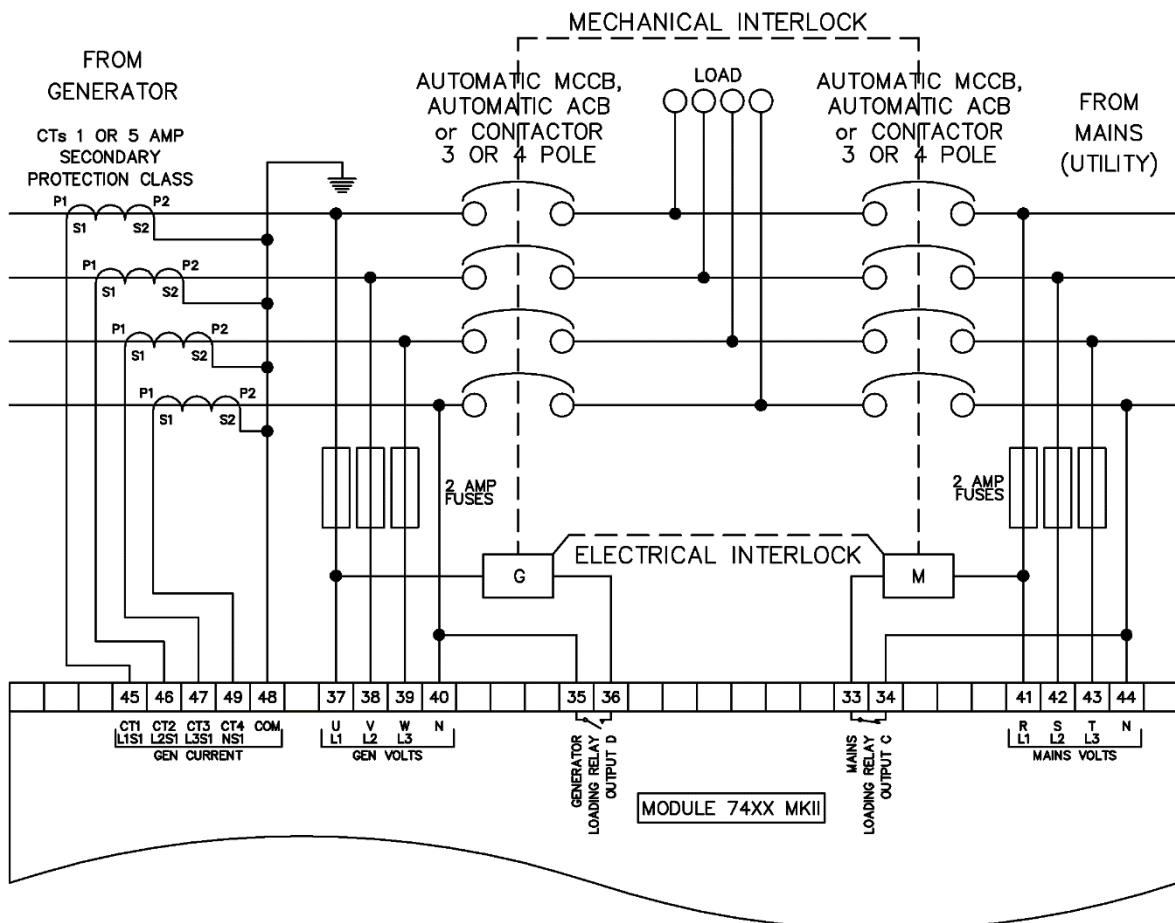 MECHANICAL INTERLOCK
FROM
GENERATOR
CTs 1 OR 5 AMP
SECONDARY
PROTECTION CLASS
AUTOMATIC MCCB,
AUTOMATIC ACB
or CONTACTOR
3 OR 4 POLE
LOAD
AUTOMATIC MCCB,
AUTOMATIC ACB
or CONTACTOR
3 OR 4 POLE
FROM
MAINS
(UTILITY)
P1 P2
S1 S2
P1 P2
S1 S2
P1 P2
S1 S2
P1 P2
S1 S2
2 AMP
FUSES
2 AMP
FUSES
ELECTRICAL INTERLOCK
G
M
45 46 47 49 48 37 38 39 40 35 36 33 34 41 42 43 44
CT1 CT2 CT3 CT4 COM
L1S1 L2S1 L3S1 NS1
GEN CURRENT
U V W N
L1 L2 L3
GEN VOLTS
GENERATOR
LOADING RELAY
OUTPUT D
MAINS
LOADING RELAY
OUTPUT C
R S T N
L1 L2 L3
MAINS VOLTS
MODULE 74XX MKII